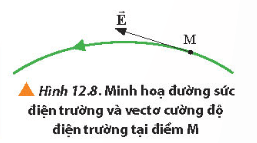 E
M
Hình 12.8. Minh hoạ đường sức
điện trường và vectơ cường độ
điện trường tại điểm M